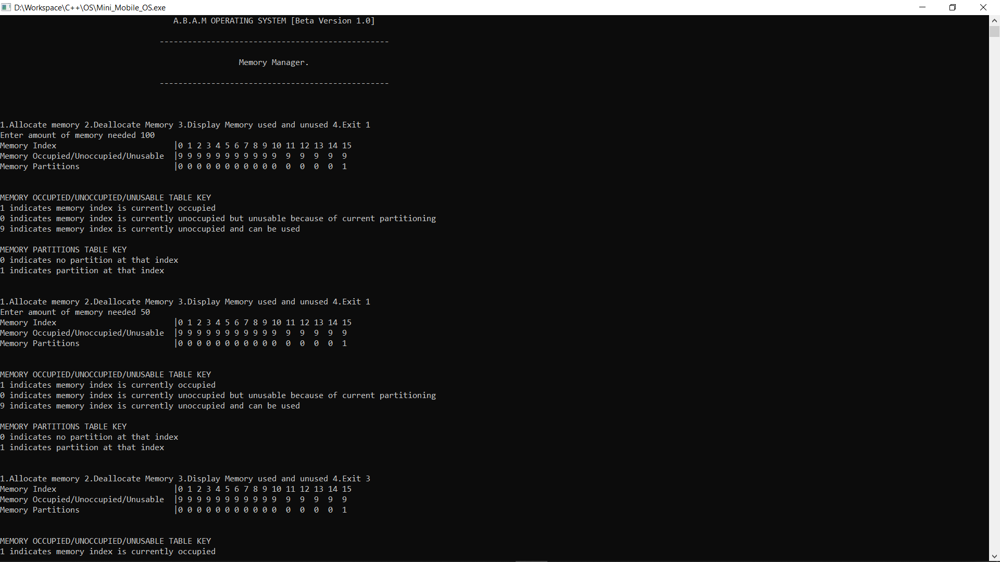 D:\Workspace\C++\OS\Mini_Mobile_OS.exe
A.B.A.M OPERATING SYSTEM [Beta Version 1.0]
-------------------------------------------------
Memory Manager.
-------------------------------------------------
1.Allocate memory 2.Deallocate Memory 3.Display Memory used and unused 4.Exit 1
Enter amount of memory needed 100
Memory Index                         |0 1 2 3 4 5 6 7 8 9 10 11 12 13 14 15
Memory Occupied/Unoccupied/Unusable  |9 9 9 9 9 9 9 9 9 9 9  9  9  9  9  9
Memory Partitions                    |0 0 0 0 0 0 0 0 0 0 0  0  0  0  0  1
MEMORY OCCUPIED/UNOCCUPIED/UNUSABLE TABLE KEY
1 indicates memory index is currently occupied
0 indicates memory index is currently unoccupied but unusable because of current partitioning
9 indicates memory index is currently unoccupied and can be used
MEMORY PARTITIONS TABLE KEY
0 indicates no partition at that index
1 indicates partition at that index
1.Allocate memory 2.Deallocate Memory 3.Display Memory used and unused 4.Exit 1
Enter amount of memory needed 50
Memory Index                         |0 1 2 3 4 5 6 7 8 9 10 11 12 13 14 15
Memory Occupied/Unoccupied/Unusable  |9 9 9 9 9 9 9 9 9 9 9  9  9  9  9  9
Memory Partitions                    |0 0 0 0 0 0 0 0 0 0 0  0  0  0  0  1
MEMORY OCCUPIED/UNOCCUPIED/UNUSABLE TABLE KEY
1 indicates memory index is currently occupied
0 indicates memory index is currently unoccupied but unusable because of current partitioning
9 indicates memory index is currently unoccupied and can be used
MEMORY PARTITIONS TABLE KEY
0 indicates no partition at that index
1 indicates partition at that index
1.Allocate memory 2.Deallocate Memory 3.Display Memory used and unused 4.Exit 3
Memory Index                         |0 1 2 3 4 5 6 7 8 9 10 11 12 13 14 15
Memory Occupied/Unoccupied/Unusable  |9 9 9 9 9 9 9 9 9 9 9  9  9  9  9  9
Memory Partitions                    |0 0 0 0 0 0 0 0 0 0 0  0  0  0  0  1
MEMORY OCCUPIED/UNOCCUPIED/UNUSABLE TABLE KEY
1 indicates memory index is currently occupied